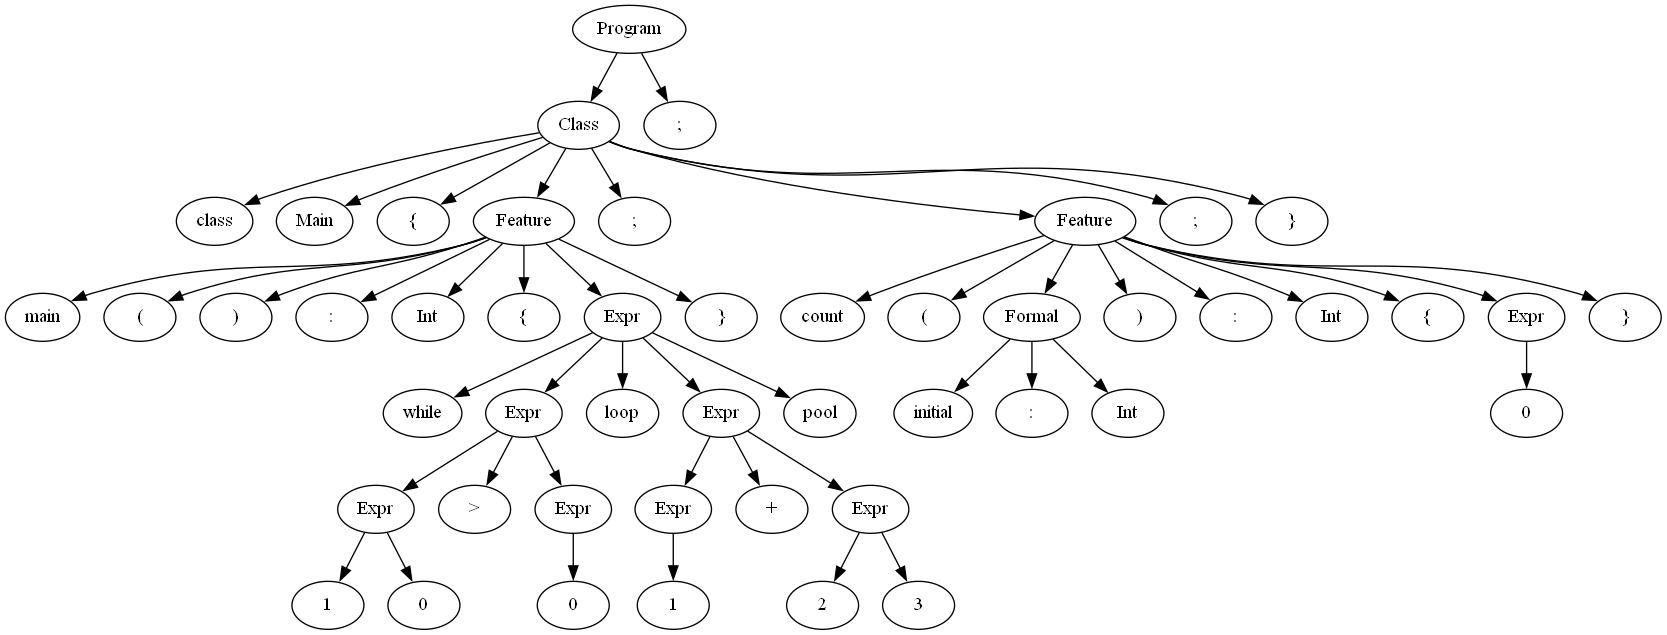 Program
Class ;
class Main { Feature ; Feature ; }
main ( ) : Int { Expr } count ( Formal ) : Int { Expr }
while Expr loop Expr pool initial : Int 0
Expr > Expr Expr + Expr
1 0 0 1 2 3